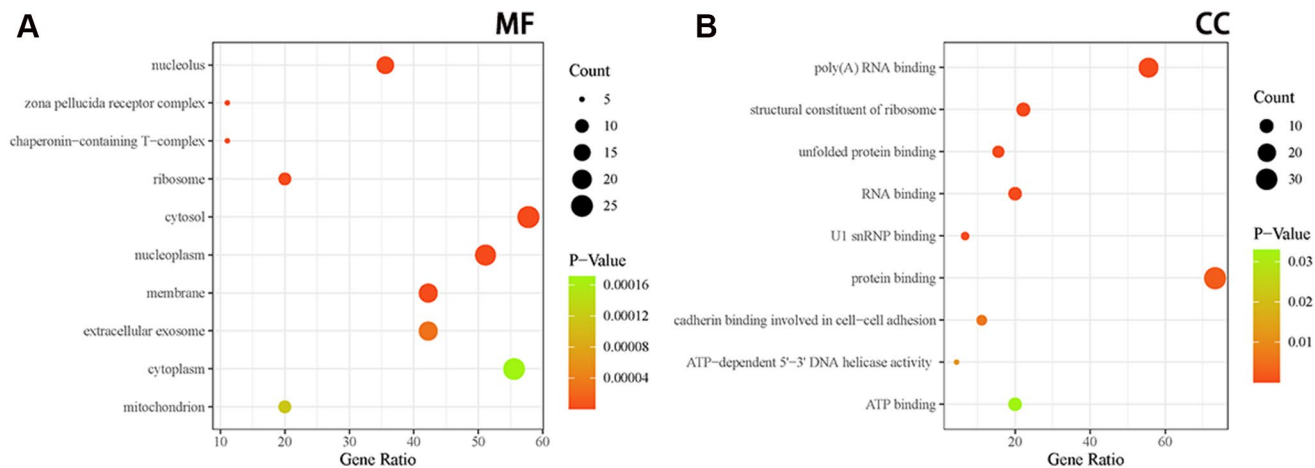 A
MF
nucleolus
zona pellucida receptor complex
chaperonin−containing T−complex
ribosome
cytosol
nucleoplasm
membrane
extracellular exosome
cytoplasm
mitochondrion
10 20 30 40 50 60
Gene Ratio
Count
5
10
15
20
25
P−Value
0.00016
0.00012
0.00008
0.00004
B
CC
poly(A) RNA binding
structural constituent of ribosome
unfolded protein binding
RNA binding
U1 snRNP binding
protein binding
cadherin binding involved in cell−cell adhesion
ATP−dependent 5'−3' DNA helicase activity
ATP binding
20 40 60
Gene Ratio
Count
10
20
30
P−Value
0.03
0.02
0.01